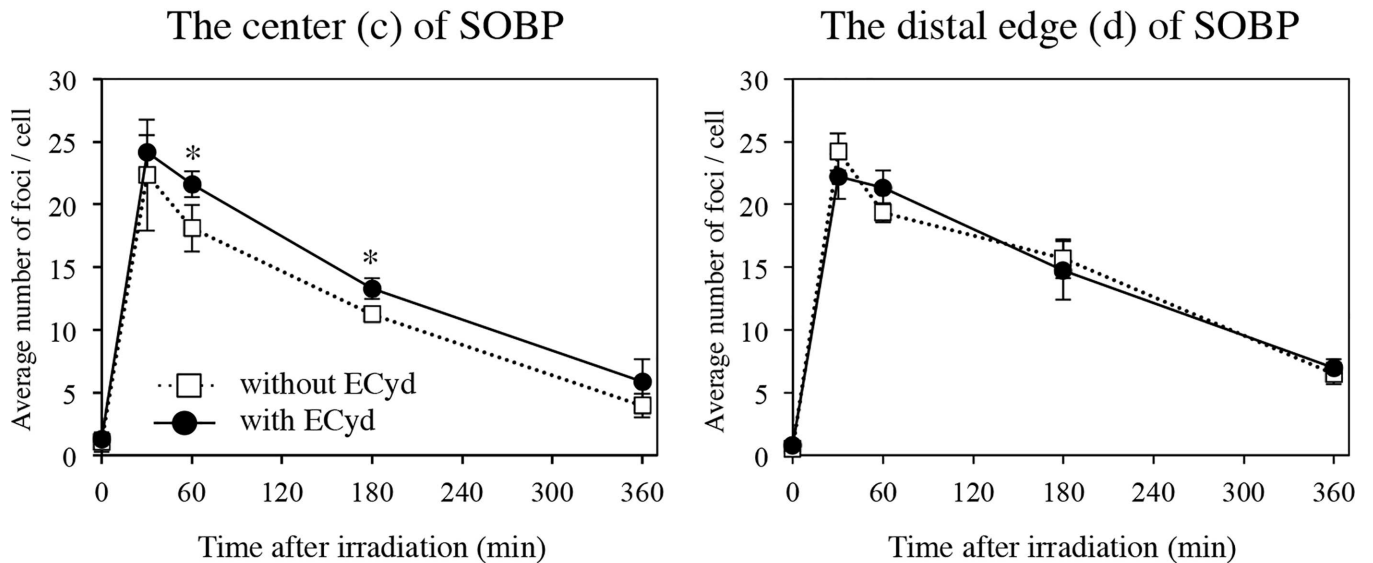 The center (c) of SOBP
Average number of foi / cell
30
25
20
15
10
5
0
*
*
without ECyd
with ECyd
0 60 120 180 240 300 360
Time after irradiation (min)
The distal edge (d) of SOBP
Average number of foci / cell
30
25
20
15
10
5
0
0 60 120 180 240 300 360
Time after irradiation (min)